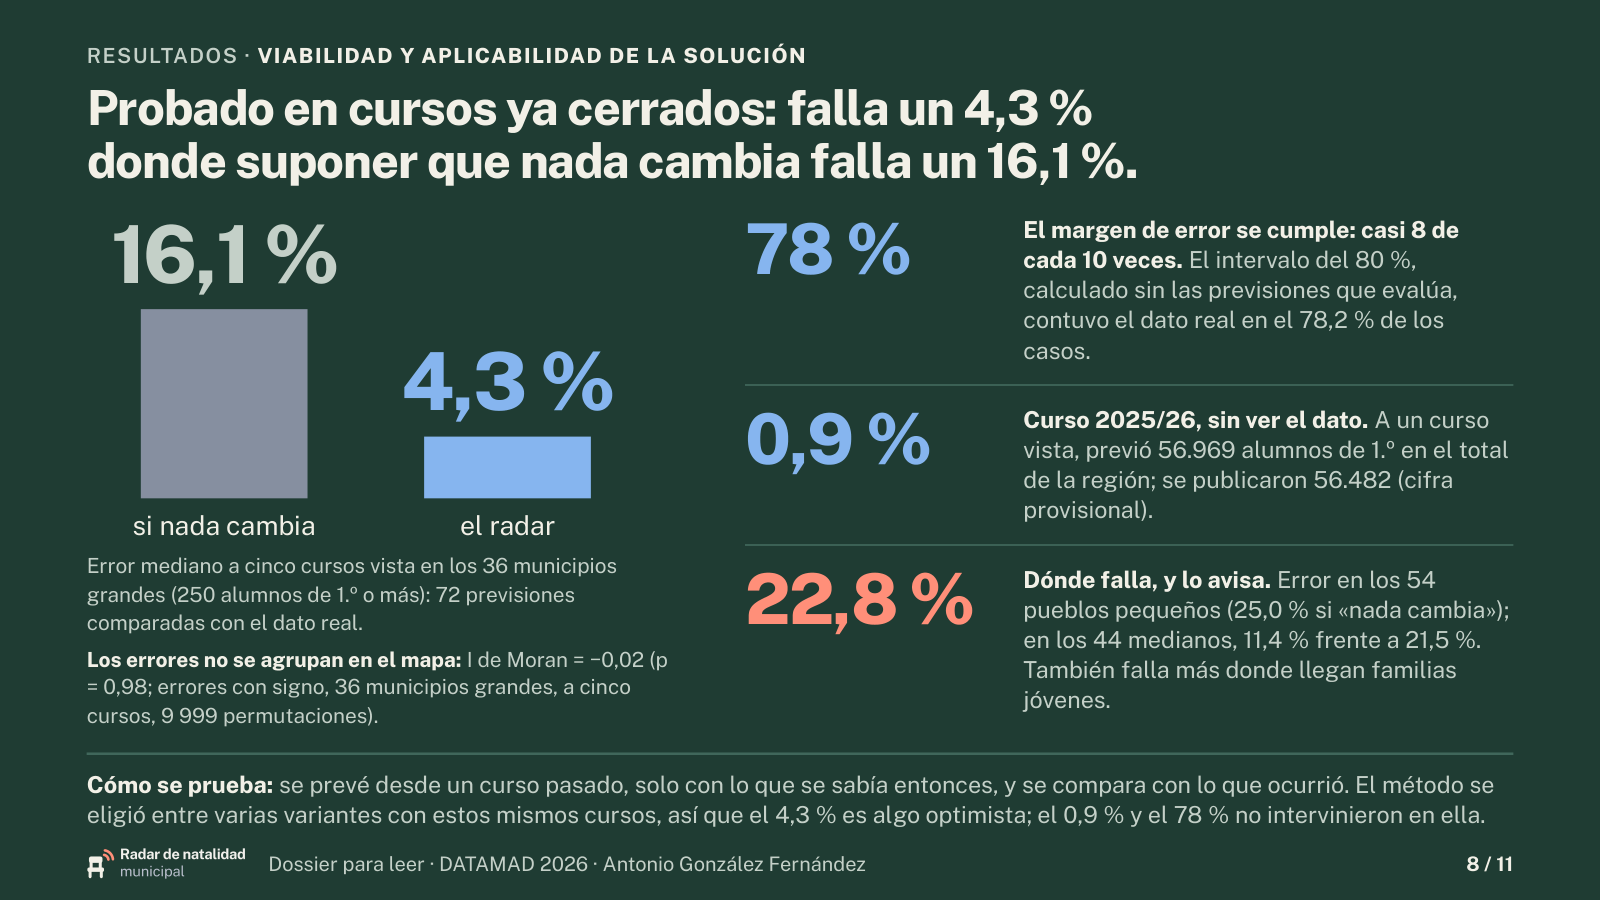 RESULTADOS · VIABILIDAD Y APLICABILIDAD DE LA SOLUCIÓN
Probado en cursos ya cerrados: falla un 4,3 %
donde suponer que nada cambia falla un 16,1 %.
16,1 %
4,3 %
si nada cambia
el radar
Error mediano a cinco cursos vista en los 36 municipios
grandes (250 alumnos de 1.º o más): 72 previsiones
comparadas con el dato real.
Los errores no se agrupan en el mapa: I de Moran = −0,02 (p
= 0,98; errores con signo, 36 municipios grandes, a cinco
cursos, 9 999 permutaciones).
78 %
El margen de error se cumple: casi 8 de
cada 10 veces. El intervalo del 80 %,
calculado sin las previsiones que evalúa,
contuvo el dato real en el 78,2 % de los
casos.
0,9 %
Curso 2025/26, sin ver el dato. A un curso
vista, previó 56.969 alumnos de 1.º en el total
de la región; se publicaron 56.482 (cifra
provisional).
22,8 %
Dónde falla, y lo avisa. Error en los 54
pueblos pequeños (25,0 % si «nada cambia»);
en los 44 medianos, 11,4 % frente a 21,5 %.
También falla más donde llegan familias
jóvenes.
Cómo se prueba: se prevé desde un curso pasado, solo con lo que se sabía entonces, y se compara con lo que ocurrió. El método se
eligió entre varias variantes con estos mismos cursos, así que el 4,3 % es algo optimista; el 0,9 % y el 78 % no intervinieron en ella.
Radar de natalidad
municipal
Dossier para leer · DATAMAD 2026 · Antonio González Fernández
8 / 11